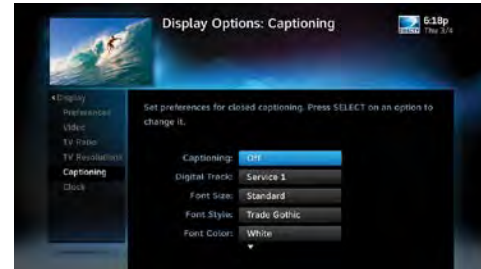 Display Options: Captioning
6:18p
Thu 3/4
DIRECTV
Display
Preferences
Video
TV Ratio
TV Resolutions
Captioning
Clock
Set preferences for closed captioning. Press SELECT on an option to
change it.
Captioning: Off
Digital Track: Service 1
Font Size: Standard
Font Style: Trade Gothic
Font Color: White